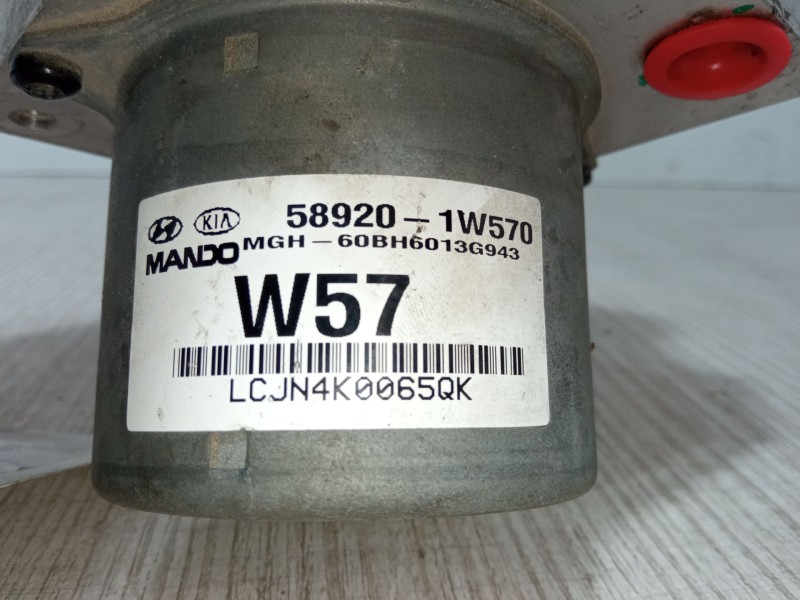 KIA 58920-1W570
MANDO MGH-60BH6013G943
W57
LCJN4K0065QK